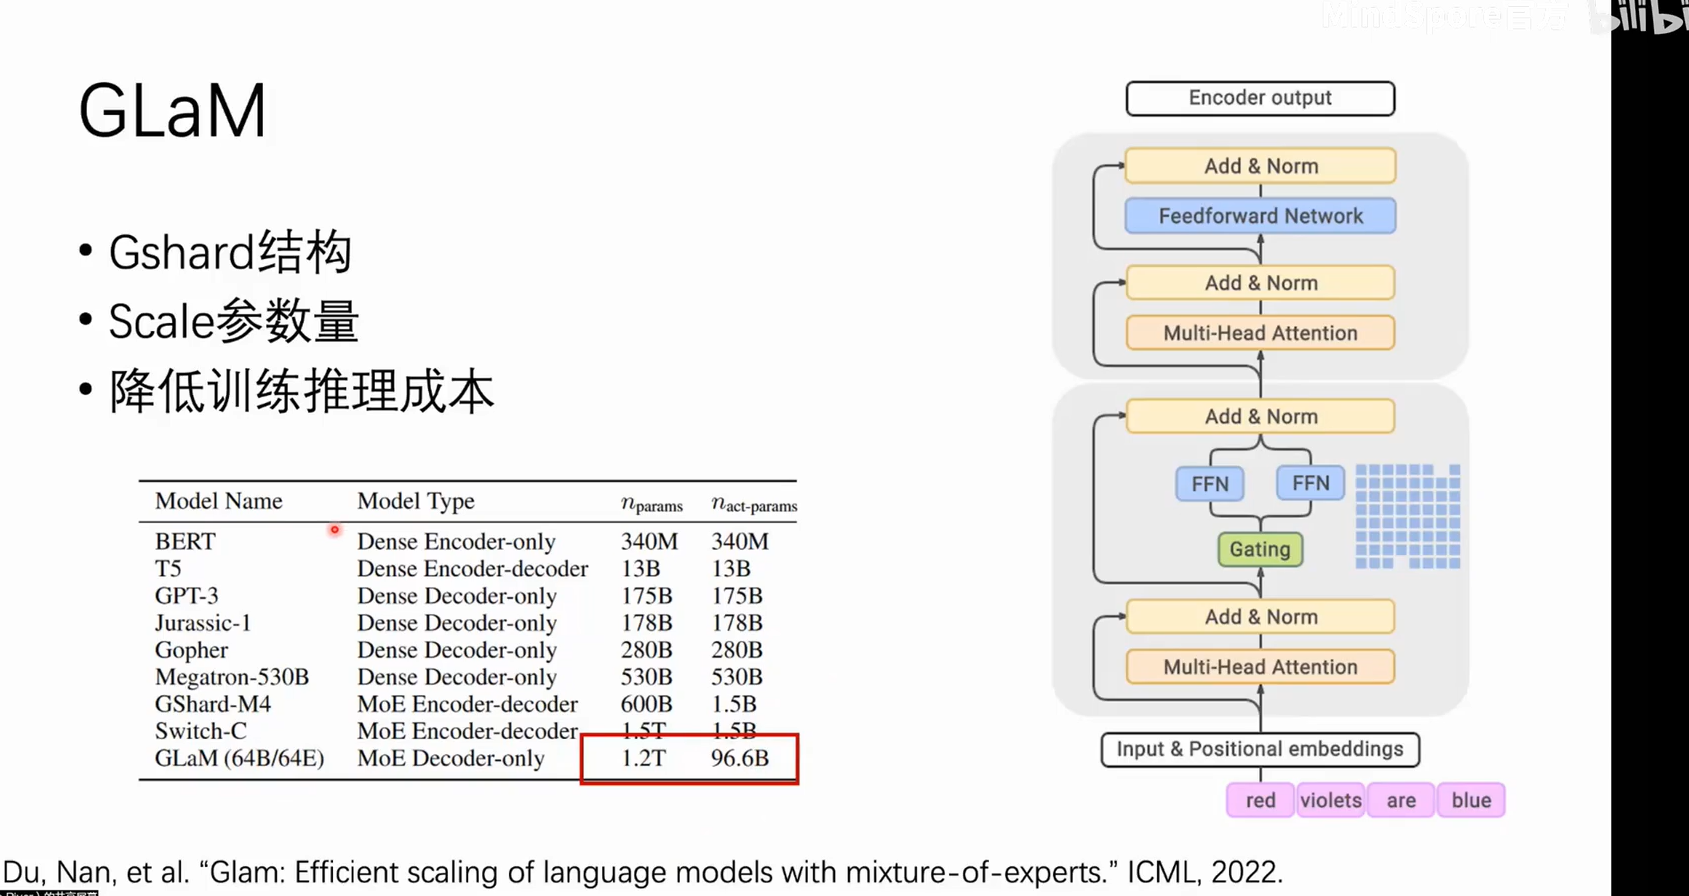 MindSpore官方 bilibili
GLaM
• Gshard结构
• Scale参数量
• 降低训练推理成本
Model Name Model Type nparams nact-params
BERT Dense Encoder-only 340M 340M
T5 Dense Encoder-decoder 13B 13B
GPT-3 Dense Decoder-only 175B 175B
Jurassic-1 Dense Decoder-only 178B 178B
Gopher Dense Decoder-only 280B 280B
Megatron-530B Dense Decoder-only 530B 530B
GShard-M4 MoE Encoder-decoder 600B 1.5B
Switch-C MoE Encoder-decoder 1.5T 1.5B
GLaM (64B/64E) MoE Decoder-only 1.2T 96.6B
Encoder output
Add & Norm
Feedforward Network
Add & Norm
Multi-Head Attention
Add & Norm
FFN FFN
Gating
Add & Norm
Multi-Head Attention
Input & Positional embeddings
red violets are blue
Du, Nan, et al. “Glam: Efficient scaling of language models with mixture-of-experts.” ICML, 2022.